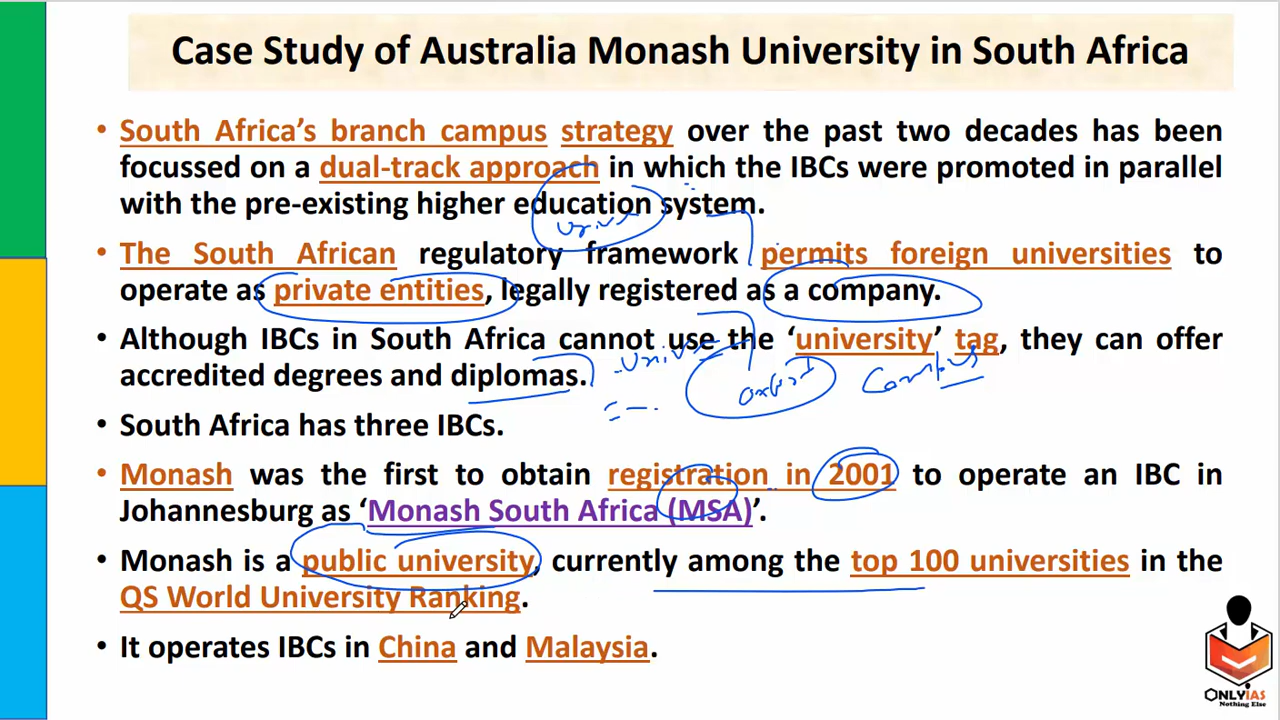 Case Study of Australia Monash University in South Africa
• South Africa's branch campus strategy over the past two decades has been
focussed on a dual-track approach in which the IBCs were promoted in parallel
with the pre-existing higher education system.
• The South African regulatory framework permits foreign universities to
operate as private entities, legally registered as a company.
• Although IBCs in South Africa cannot use the ‘university’ tag, they can offer
accredited degrees and diplomas.
Campus
• South Africa has three IBCs.
• Monash was the first to obtain registration in 2001 to operate an IBC in
Johannesburg as ‘Monash South Africa (MSA)’.
• Monash is a public university, currently among the top 100 universities in the
QS World University Ranking.
• It operates IBCs in China and Malaysia.
ONLYIAS
Nothing Else